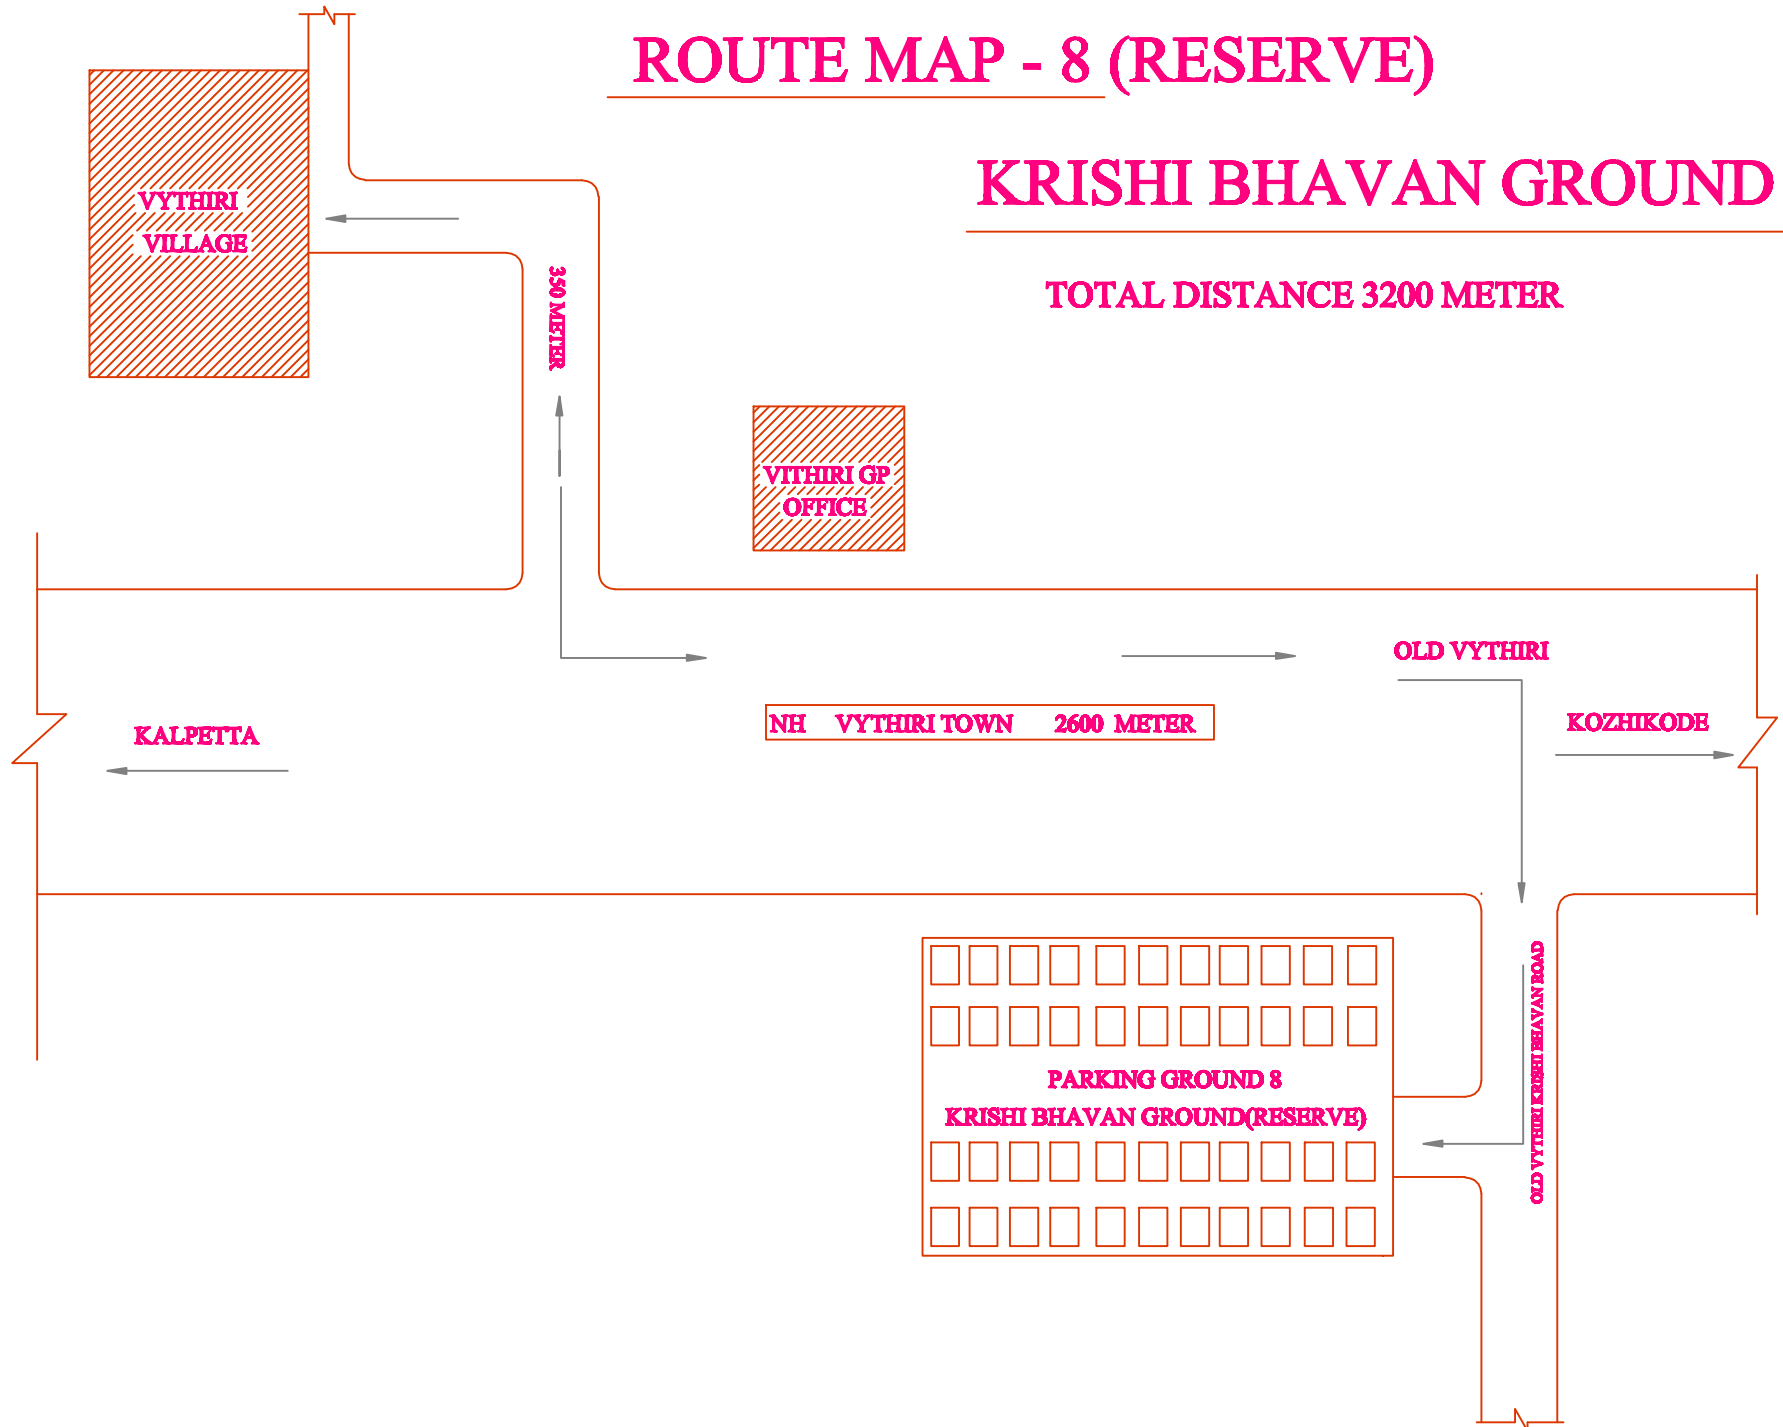 ROUTE MAP - 8 (RESERVE)
KRISHI BHAVAN GROUND
TOTAL DISTANCE 3200 METER
VYTHIRI
VILLAGE
350 METER
VITHIRI GP
OFFICE
OLD VYTHIRI
NH VYTHIRI TOWN 2600 METER
KOZHIKODE
KALPETTA
OLD VYTHIRI KRISHI BHAVAN ROAD
PARKING GROUND 8
KRISHI BHAVAN GROUND(RESERVE)